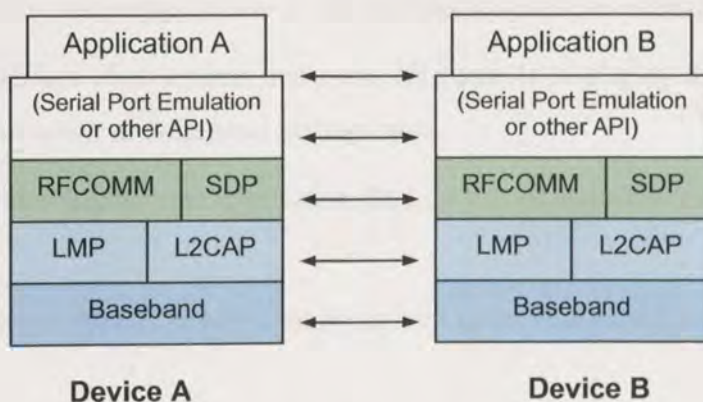 Application A
(Serial Port Emulation
or other API)
RFCOMM
SDP
LMP
L2CAP
Baseband
Device A
Application B
(Serial Port Emulation
or other API)
RFCOMM
SDP
LMP
L2CAP
Baseband
Device B